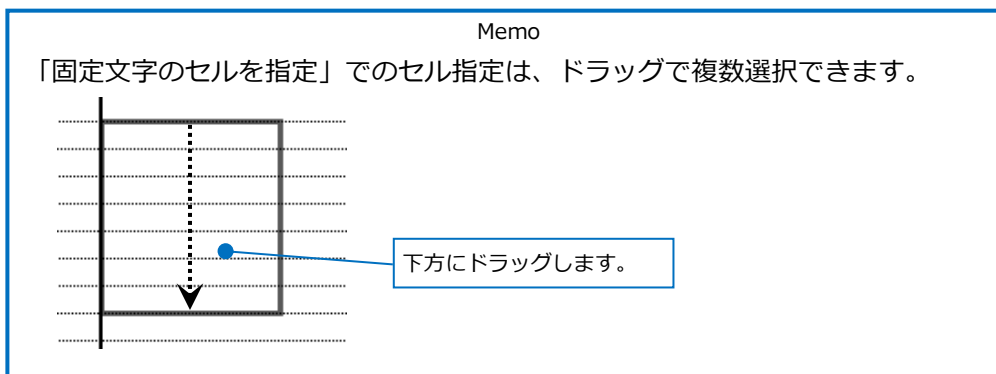 Memo
「固定文字のセルを指定」でのセル指定は、ドラッグで複数選択できます。
下方にドラッグします。